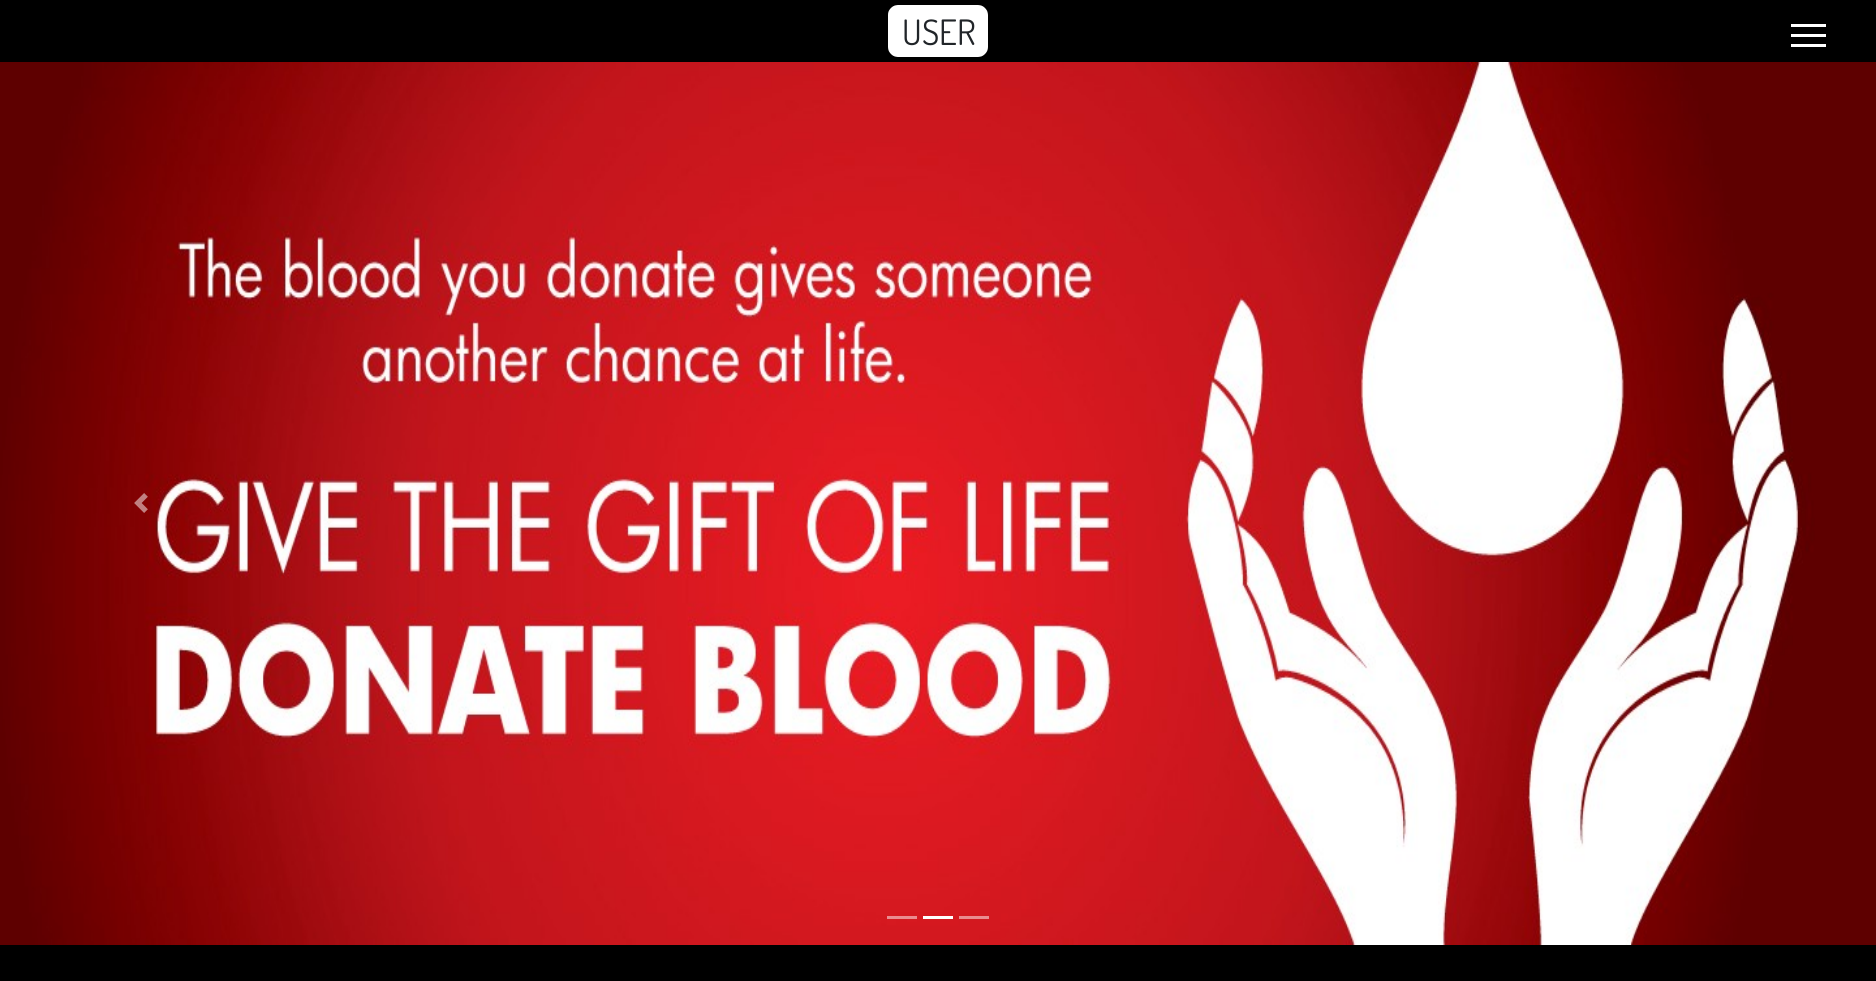 USER
The blood you donate gives someone
another chance at life.
GIVE THE GIFT OF LIFE
DONATE BLOOD